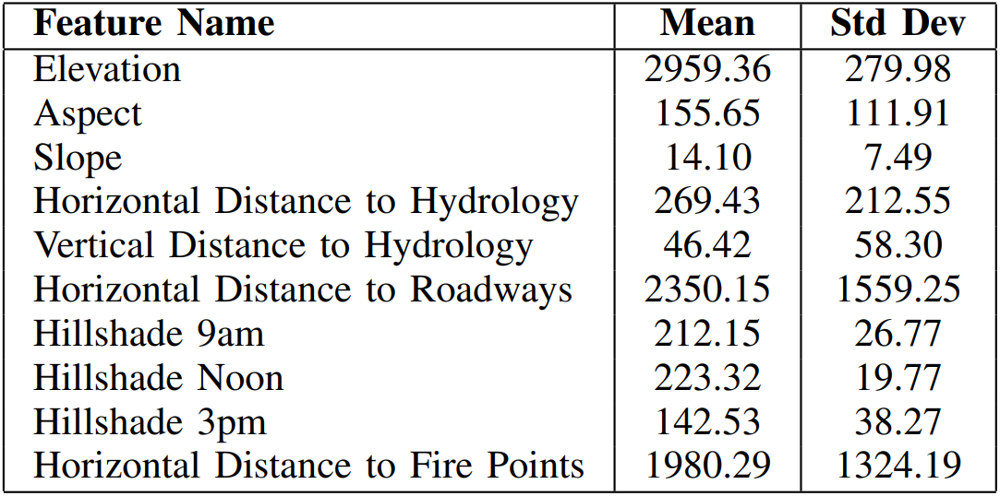 Feature Name Mean Std Dev
Elevation 2959.36 279.98
Aspect 155.65 111.91
Slope 14.10 7.49
Horizontal Distance to Hydrology 269.43 212.55
Vertical Distance to Hydrology 46.42 58.30
Horizontal Distance to Roadways 2350.15 1559.25
Hillshade 9am 212.15 26.77
Hillshade Noon 223.32 19.77
Hillshade 3pm 142.53 38.27
Horizontal Distance to Fire Points 1980.29 1324.19